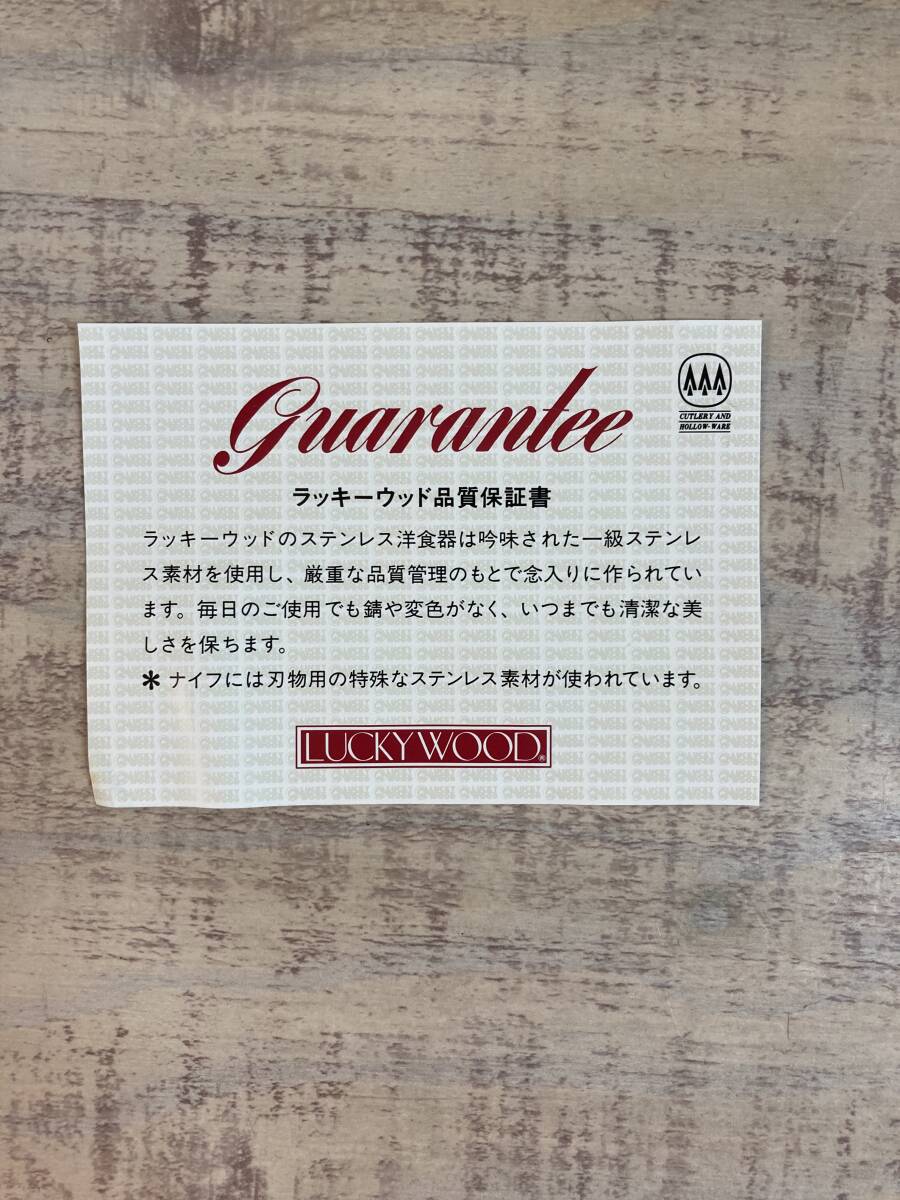 Guarantee
CUTLERY AND
HOLLOW-WARE
ラッキーウッド品質保証書
ラッキーウッドのステンレス洋食器は吟味された一級ステンレ
ス素材を使用し、厳重な品質管理のもとで念入りに作られてい
ます。毎日のご使用でも錆や変色がなく、いつまでも清潔な美
しさを保ちます。
＊ナイフには刃物用の特殊なステンレス素材が使われています。
LUCKYWOOD®